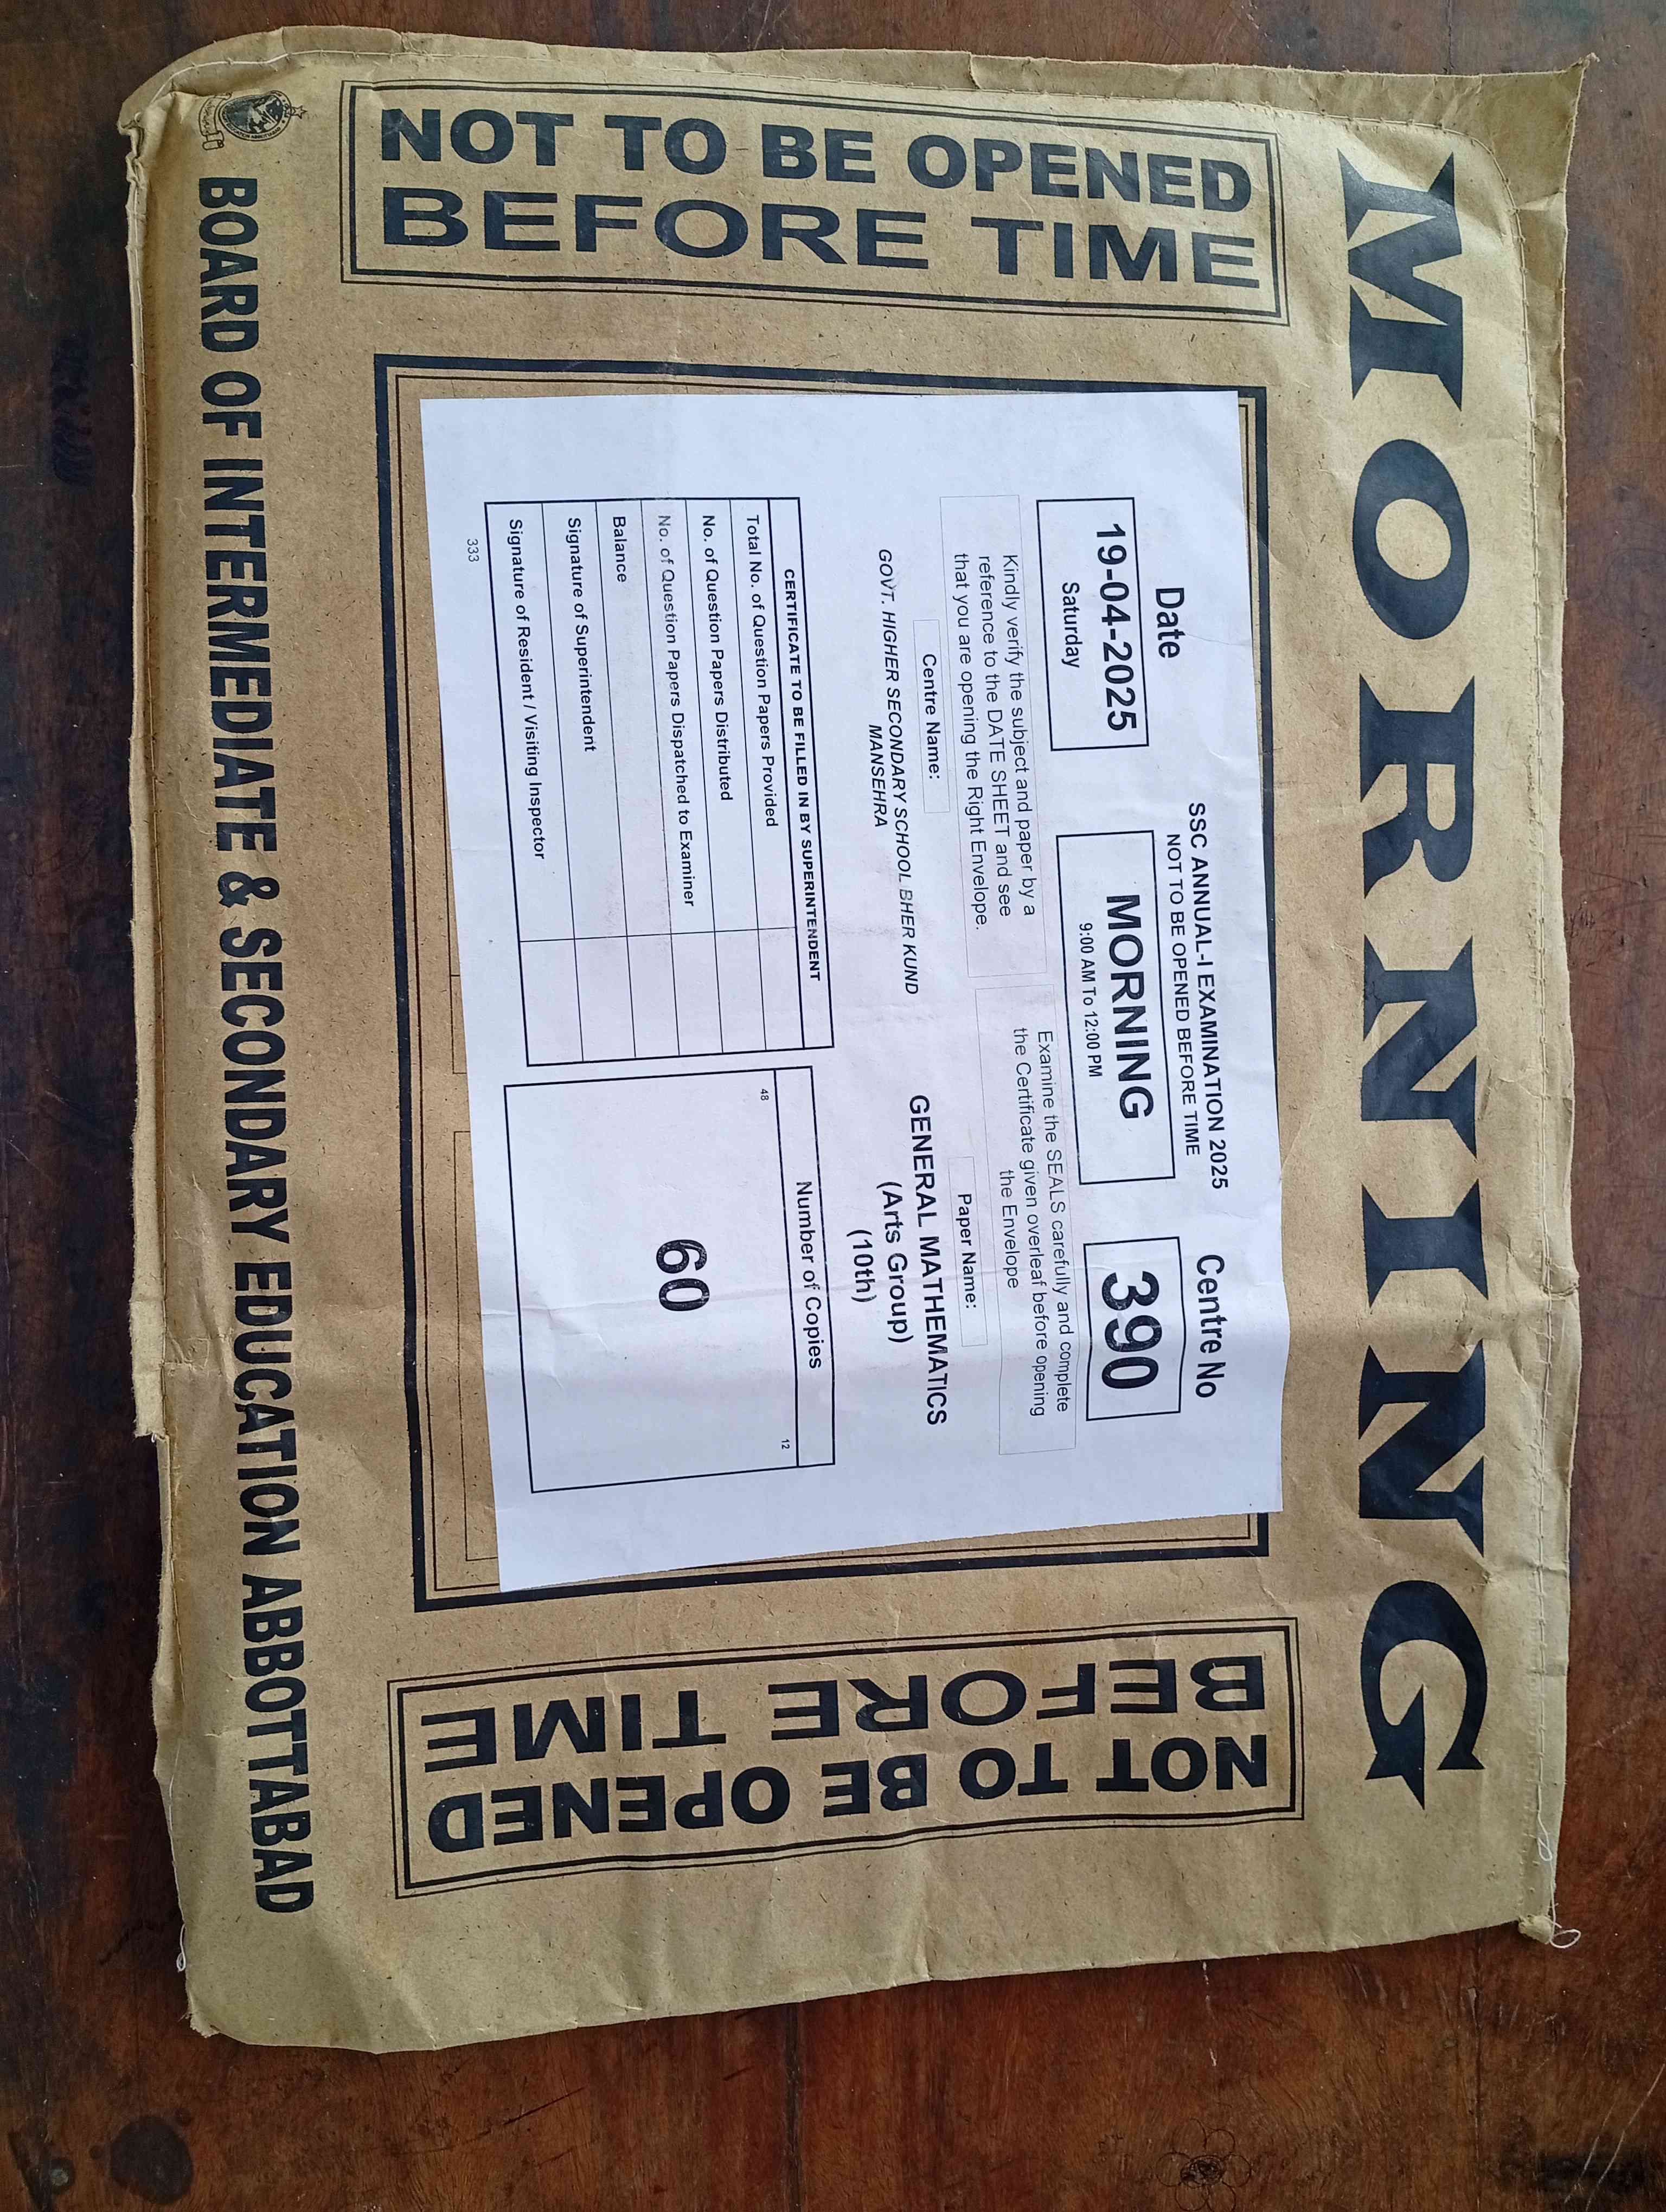 MORNING
NOT TO BE OPENED
BEFORE TIME
SSC ANNUAL-I EXAMINATION 2025
NOT TO BE OPENED BEFORE TIME
Date
19-04-2025
Saturday
MORNING
9:00 AM To 12:00 PM
Centre No
390
Kindly verify the subject and paper by a
reference to the DATE SHEET and see
that you are opening the Right Envelope.
Examine the SEALS carefully and complete
the Certificate given overleaf before opening
the Envelope
Centre Name:
GOVT. HIGHER SECONDARY SCHOOL BHER KUND
MANSEHRA
Paper Name:
GENERAL MATHEMATICS
(Arts Group)
(10th)
CERTIFICATE TO BE FILLED IN BY SUPERINTENDENT
Total No. of Question Papers Provided
No. of Question Papers Distributed
No. of Question Papers Dispatched to Examiner
Balance
Signature of Superintendent
Signature of Resident / Visiting Inspector
333
Number of Copies
48
12
60
NOT TO BE OPENED
BEFORE TIME
BOARD OF INTERMEDIATE & SECONDARY EDUCATION ABBOTTABAD